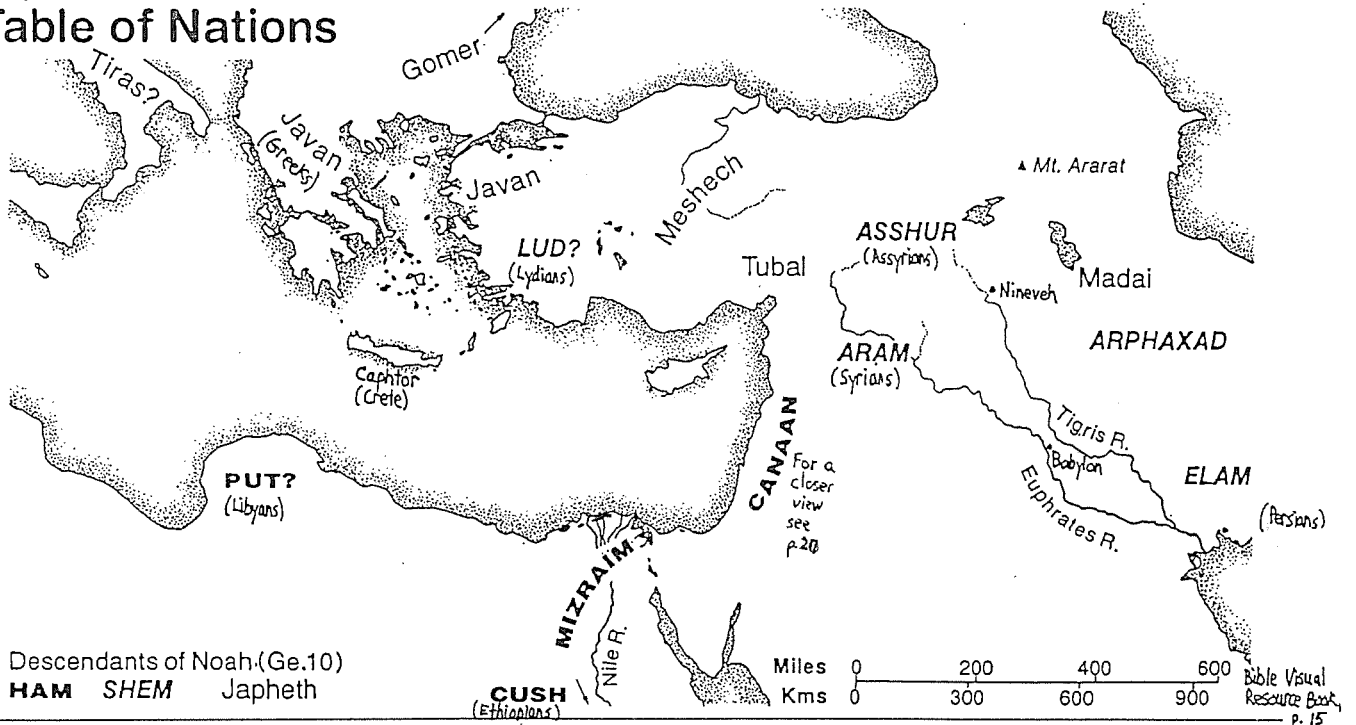 Table of Nations
Tiras?
Gomer
Javan
(Greeks)
Javan
Meshech
Mt. Ararat
LUD?
(Lydians)
Tubal
ASSHUR
(Assyrians)
Nineveh
Madai
ARPHAXAD
ARAM
(Syrians)
Caphtor
(Crete)
CANAAN
For a
closer
view
see
Tigris R.
Babylon
Euphrates R.
ELAM
(Persians)
PUT?
(Libyans)
MIZRAIM
Nile R.
CUSH
(Ethiopians)
Descendants of Noah (Ge.10)
HAM SHEM Japheth
Miles 0 200 400 600
Kms 0 300 600 900
Bible Visual
Resource Book,
p. 15